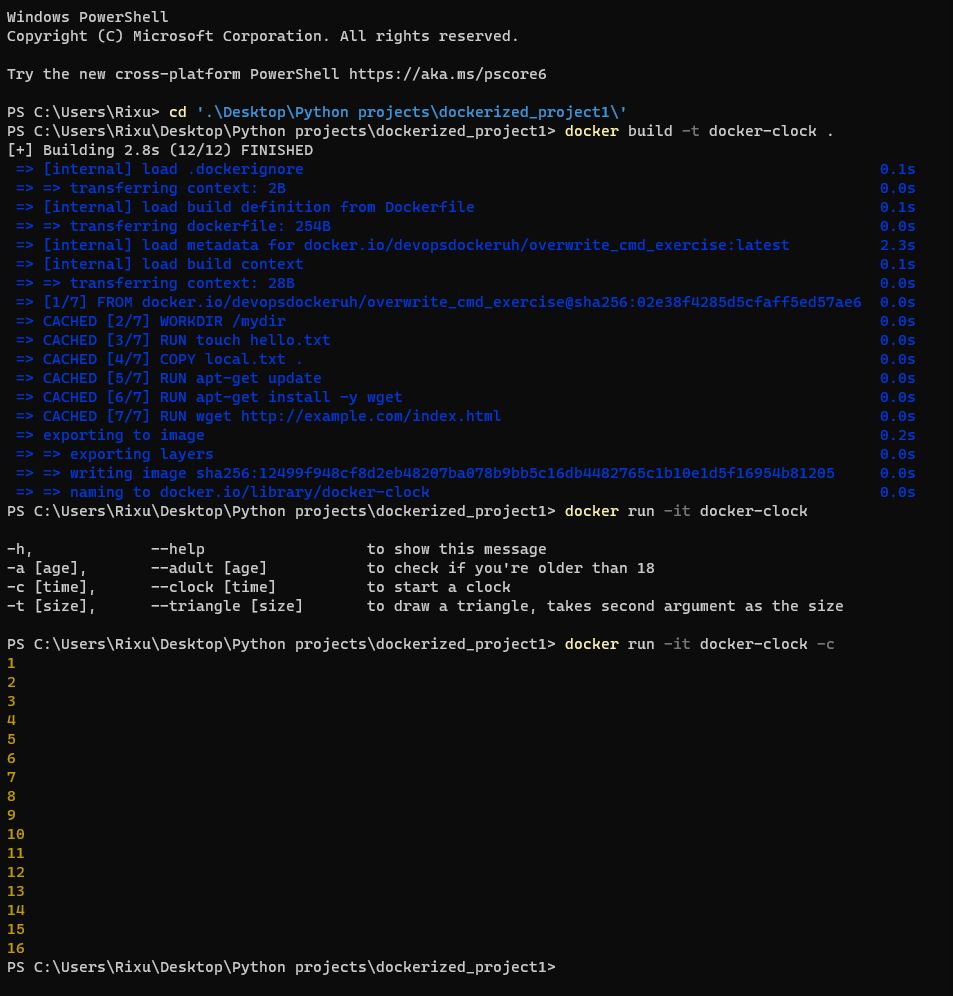 Windows PowerShell
Copyright (C) Microsoft Corporation. All rights reserved.
Try the new cross-platform PowerShell https://aka.ms/pscore6
PS C:\Users\Rixu> cd '.\Desktop\Python projects\dockerized_project1\'
PS C:\Users\Rixu\Desktop\Python projects\dockerized_project1> docker build -t docker-clock .
[+] Building 2.8s (12/12) FINISHED
=> [internal] load .dockerignore 0.1s
=> => transferring context: 2B 0.0s
=> [internal] load build definition from Dockerfile 0.1s
=> => transferring dockerfile: 254B 0.0s
=> [internal] load metadata for docker.io/devopsdockeruh/overwrite_cmd_exercise:latest 2.3s
=> [internal] load build context 0.1s
=> => transferring context: 28B 0.0s
=> [1/7] FROM docker.io/devopsdockeruh/overwrite_cmd_exercise@sha256:02e38f4285d5cfaff5ed57ae6 0.0s
=> CACHED [2/7] WORKDIR /mydir 0.0s
=> CACHED [3/7] RUN touch hello.txt 0.0s
=> CACHED [4/7] COPY local.txt . 0.0s
=> CACHED [5/7] RUN apt-get update 0.0s
=> CACHED [6/7] RUN apt-get install -y wget 0.0s
=> CACHED [7/7] RUN wget http://example.com/index.html 0.0s
=> exporting to image 0.2s
=> => exporting layers 0.0s
=> => writing image sha256:12499f948cf8d2eb48207ba078b9bb5c16db4482765c1b10e1d5f16954b81205 0.0s
=> => naming to docker.io/library/docker-clock 0.0s
PS C:\Users\Rixu\Desktop\Python projects\dockerized_project1> docker run -it docker-clock
-h, --help to show this message
-a [age], --adult [age] to check if you're older than 18
-c [time], --clock [time] to start a clock
-t [size], --triangle [size] to draw a triangle, takes second argument as the size
PS C:\Users\Rixu\Desktop\Python projects\dockerized_project1> docker run -it docker-clock -c
1
2
3
4
5
6
7
8
9
10
11
12
13
14
15
16
PS C:\Users\Rixu\Desktop\Python projects\dockerized_project1>